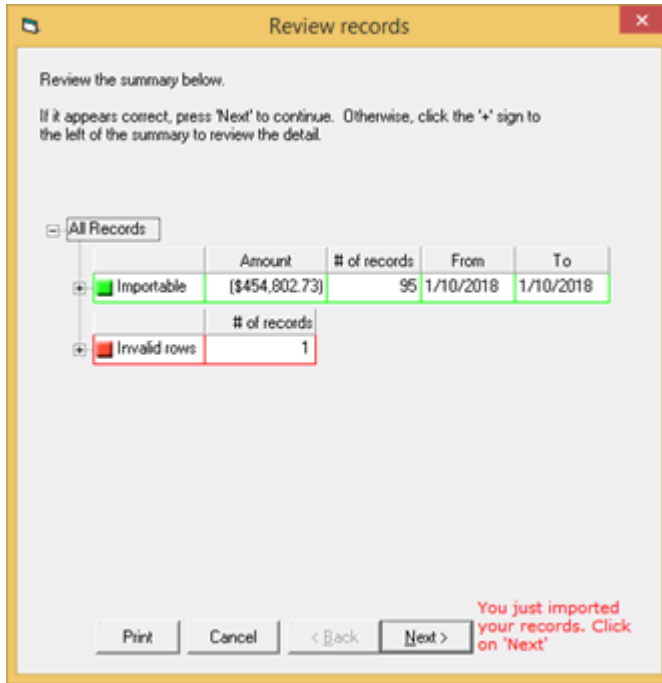 Review records
Review the summary below.
If it appears correct, press 'Next' to continue. Otherwise, click the '+' sign to
the left of the summary to review the detail.
All Records
Amount # of records From To
Importable ($454,802.73) 95 1/10/2018 1/10/2018
# of records
Invalid rows 1
Print Cancel < Back Next >
You just imported
your records. Click
on 'Next'